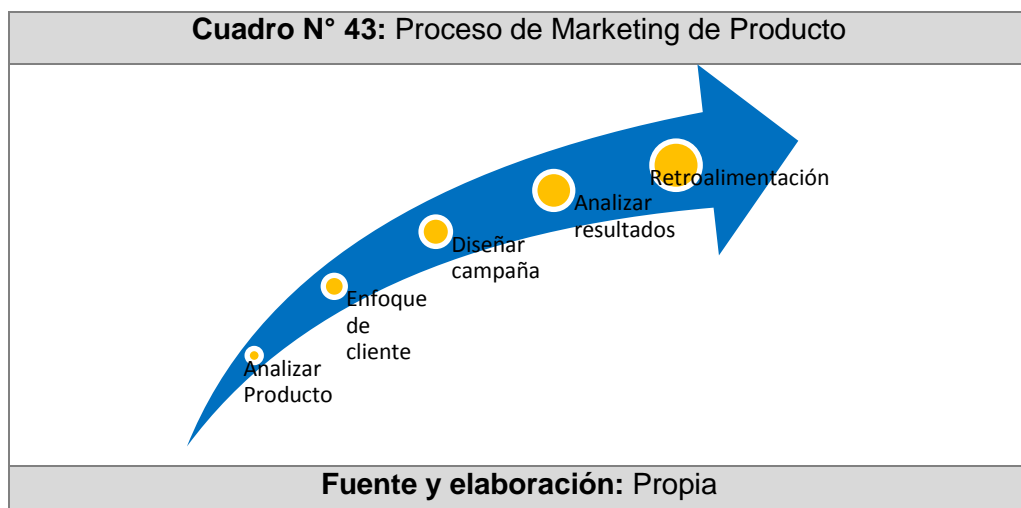 Cuadro N° 43: Proceso de Marketing de Producto
Retroalimentación
Analizar
resultados
Diseñar
campaña
Enfoque
de
cliente
Analizar
Producto
Fuente y elaboración: Propia